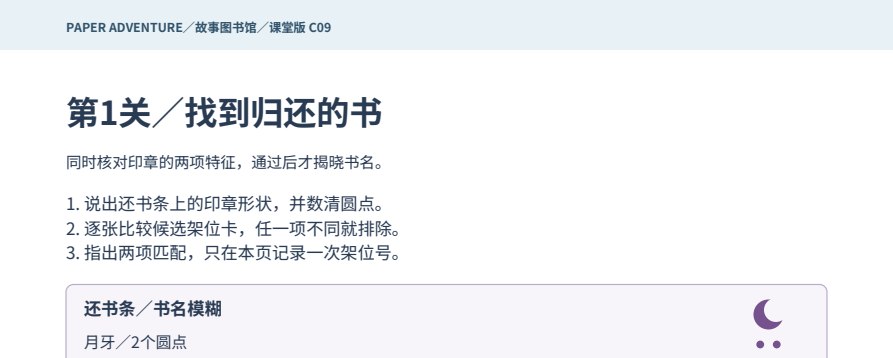 PAPER ADVENTURE／故事图书馆／课堂版 C09
第1关／找到归还的书
同时核对印章的两项特征，通过后才揭晓书名。
1. 说出还书条上的印章形状，并数清圆点。
2. 逐张比较候选架位卡，任一项不同就排除。
3. 指出两项匹配，只在本页记录一次架位号。
还书条／书名模糊
月牙／2个圆点